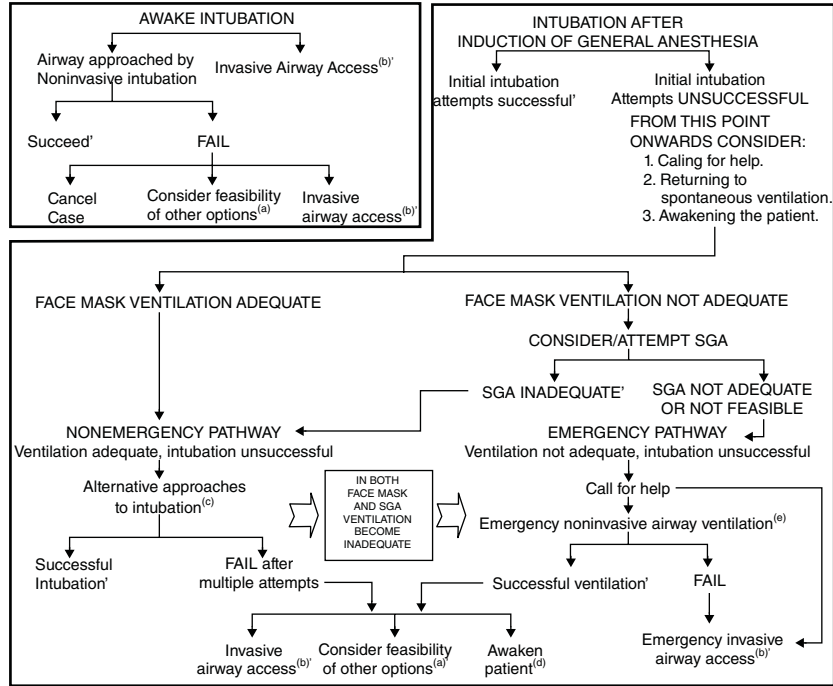 AWAKE INTUBATION
Airway approached by
Noninvasive intubation
Invasive Airway Access(b)'
Succeed'
FAIL
Cancel
Case
Consider feasibility
of other options(a)
Invasive
airway access(b)'
INTUBATION AFTER
INDUCTION OF GENERAL ANESTHESIA
Initial intubation
attempts successful'
Initial intubation
Attempts UNSUCCESSFUL
FROM THIS POINT
ONWARDS CONSIDER:
1. Caling for help.
2. Returning to
spontaneous ventilation.
3. Awakening the patient.
FACE MASK VENTILATION ADEQUATE
FACE MASK VENTILATION NOT ADEQUATE
CONSIDER/ATTEMPT SGA
SGA INADEQUATE'
SGA NOT ADEQUATE
OR NOT FEASIBLE
NONEMERGENCY PATHWAY
Ventilation adequate, intubation unsuccessful
EMERGENCY PATHWAY
Ventilation not adequate, intubation unsuccessful
Alternative approaches
to intubation(c)
IN BOTH
FACE MASK
AND SGA
VENTILATION
BECOME
INADEQUATE
Call for help
Emergency noninvasive airway ventilation(e)
Successful
Intubation'
FAIL after
multiple attempts
Successful ventilation'
FAIL
Invasive
airway access(b)'
Consider feasibility
of other options(a)'
Awaken
patient(d)
Emergency invasive
airway access(b)'